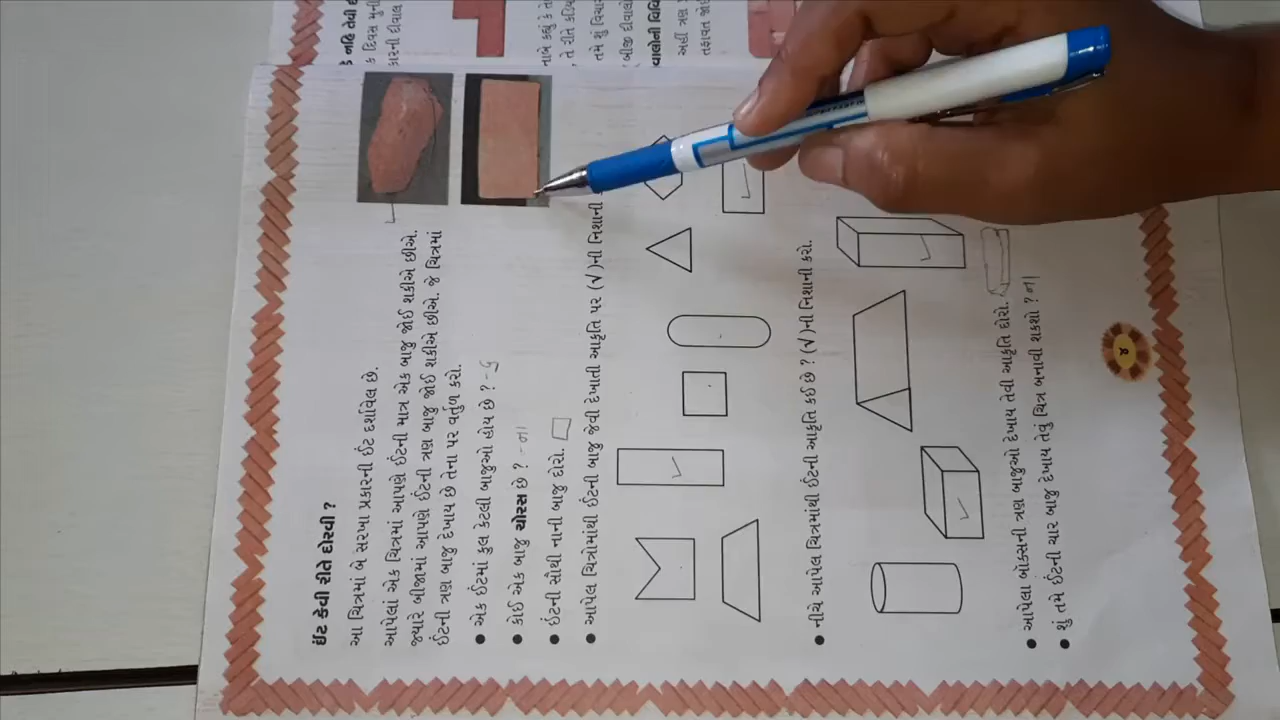 ઈંટ કેવી રીતે દોરવી ?
આ ચિત્રમાં બે સરખા પ્રકારની ઈંટ દર્શાવેલ છે.
આપેલાં એક ચિત્રમાં આપણે ઈંટની માત્ર એક બાજુ જોઈ શકીએ છીએ.
જ્યારે બીજામાં આપણે ઈંટની ત્રણ બાજુ જોઈ શકીએ છીએ. જે ચિત્રમાં
ઈંટની ત્રણ બાજુ દેખાય છે તેના પર વર્તુળ કરો.
● એક ઈંટમાં કુલ કેટલી બાજુઓ હોય છે ?
● કોઈ એક બાજુ ચોરસ છે ? - ના
● ઈંટની સૌથી નાની બાજુ દોરો.
● આપેલ ચિત્રોમાંથી ઈંટની બાજુ જેવી દેખાતી આકૃતિ પર (√)ની નિશાની
● નીચે આપેલ ચિત્રમાંથી ઈંટની આકૃતિ કઈ છે ? (√)ની નિશાની કરો.
● આપેલા બોક્સની ત્રણ બાજુઓ દેખાય તેવી આકૃતિ દોરો.
● શું તમે ઈંટની ચાર બાજુ દેખાય તેવું ચિત્ર બનાવી શકશો ? ના
૪